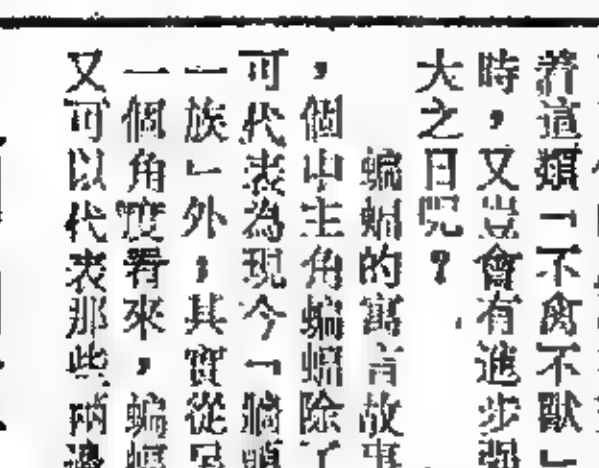 着這類「不禽不獸」
時，又豈會有進步強
大之日呢？
蝙蝠的寓言故事
，個中主角蝙蝠除了
可代表為現今「牆頭
一族」外，其實從另
一個角度看來，蝙蝠
又可以代表那些兩邊